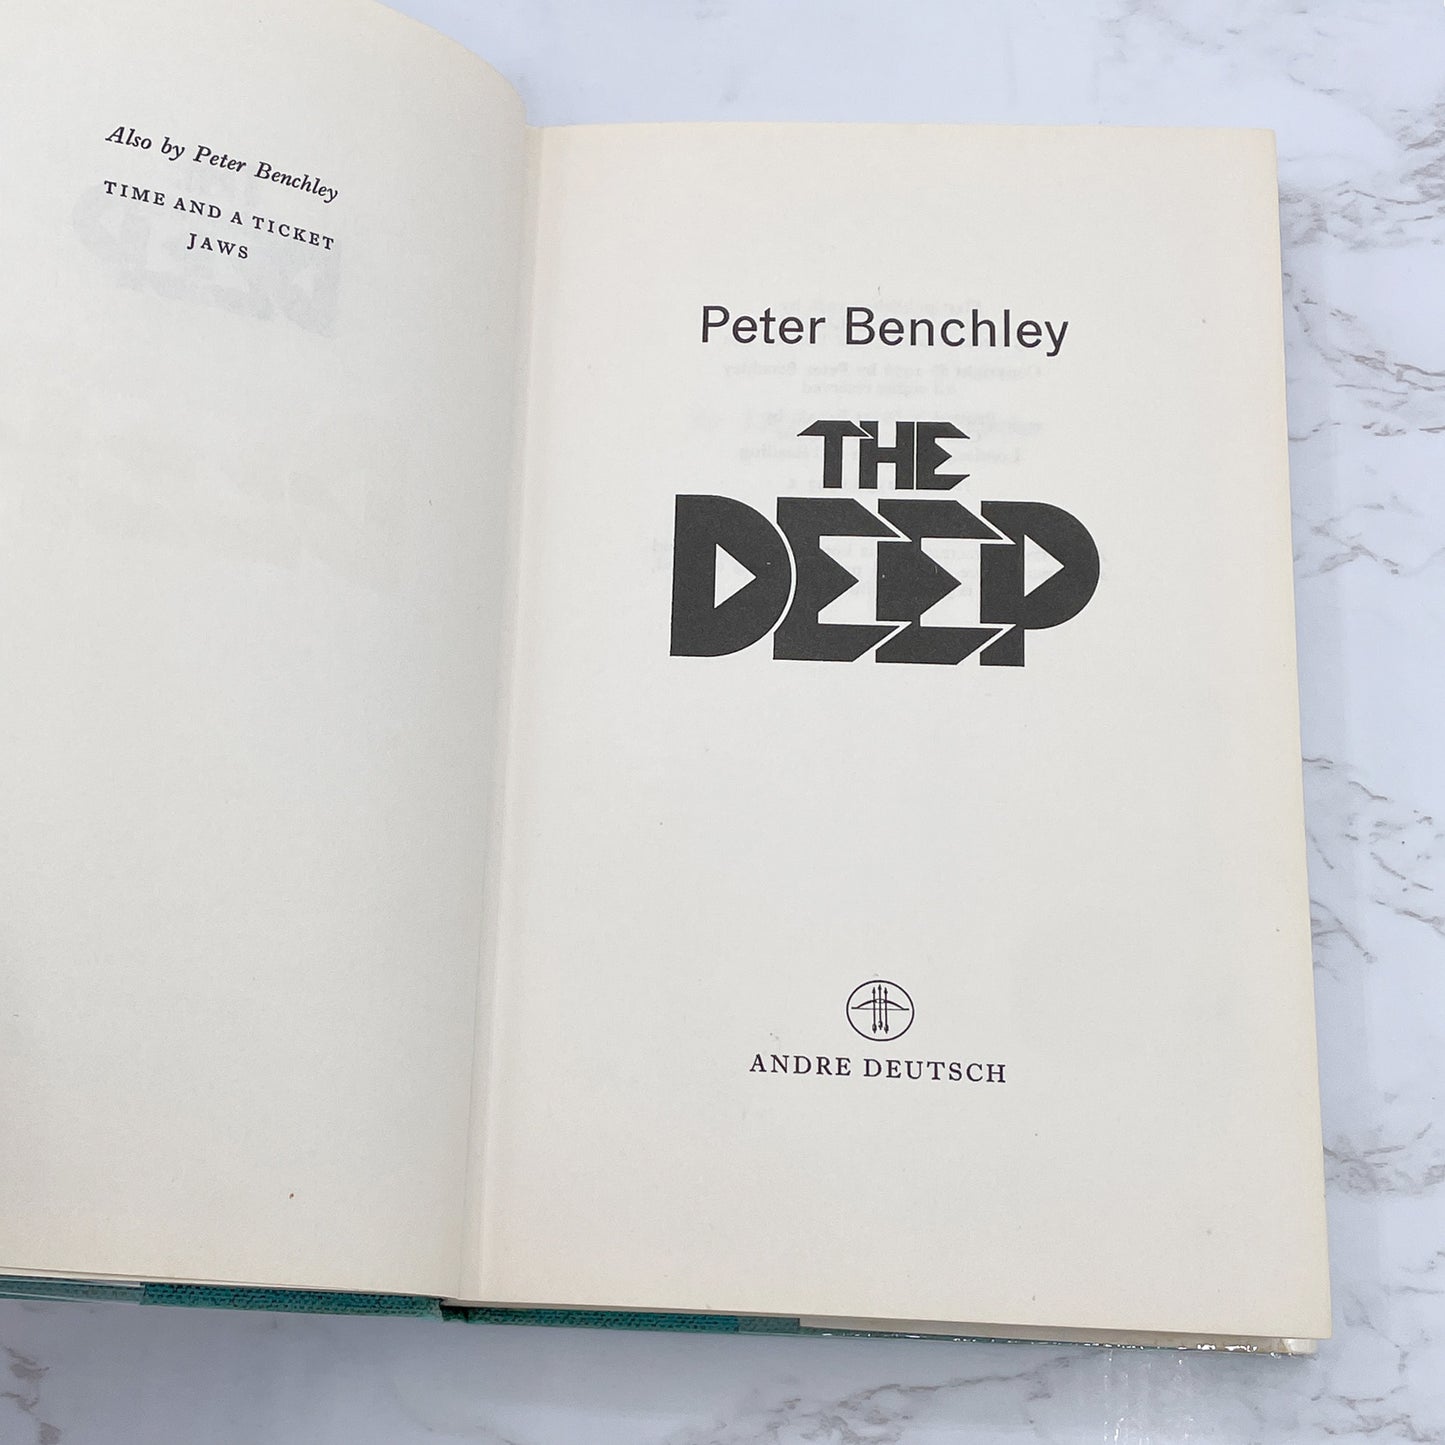 Also by Peter Benchley
TIME AND A TICKET
JAWS
Peter Benchley
THE
DEEP
ANDRE DEUTSCH